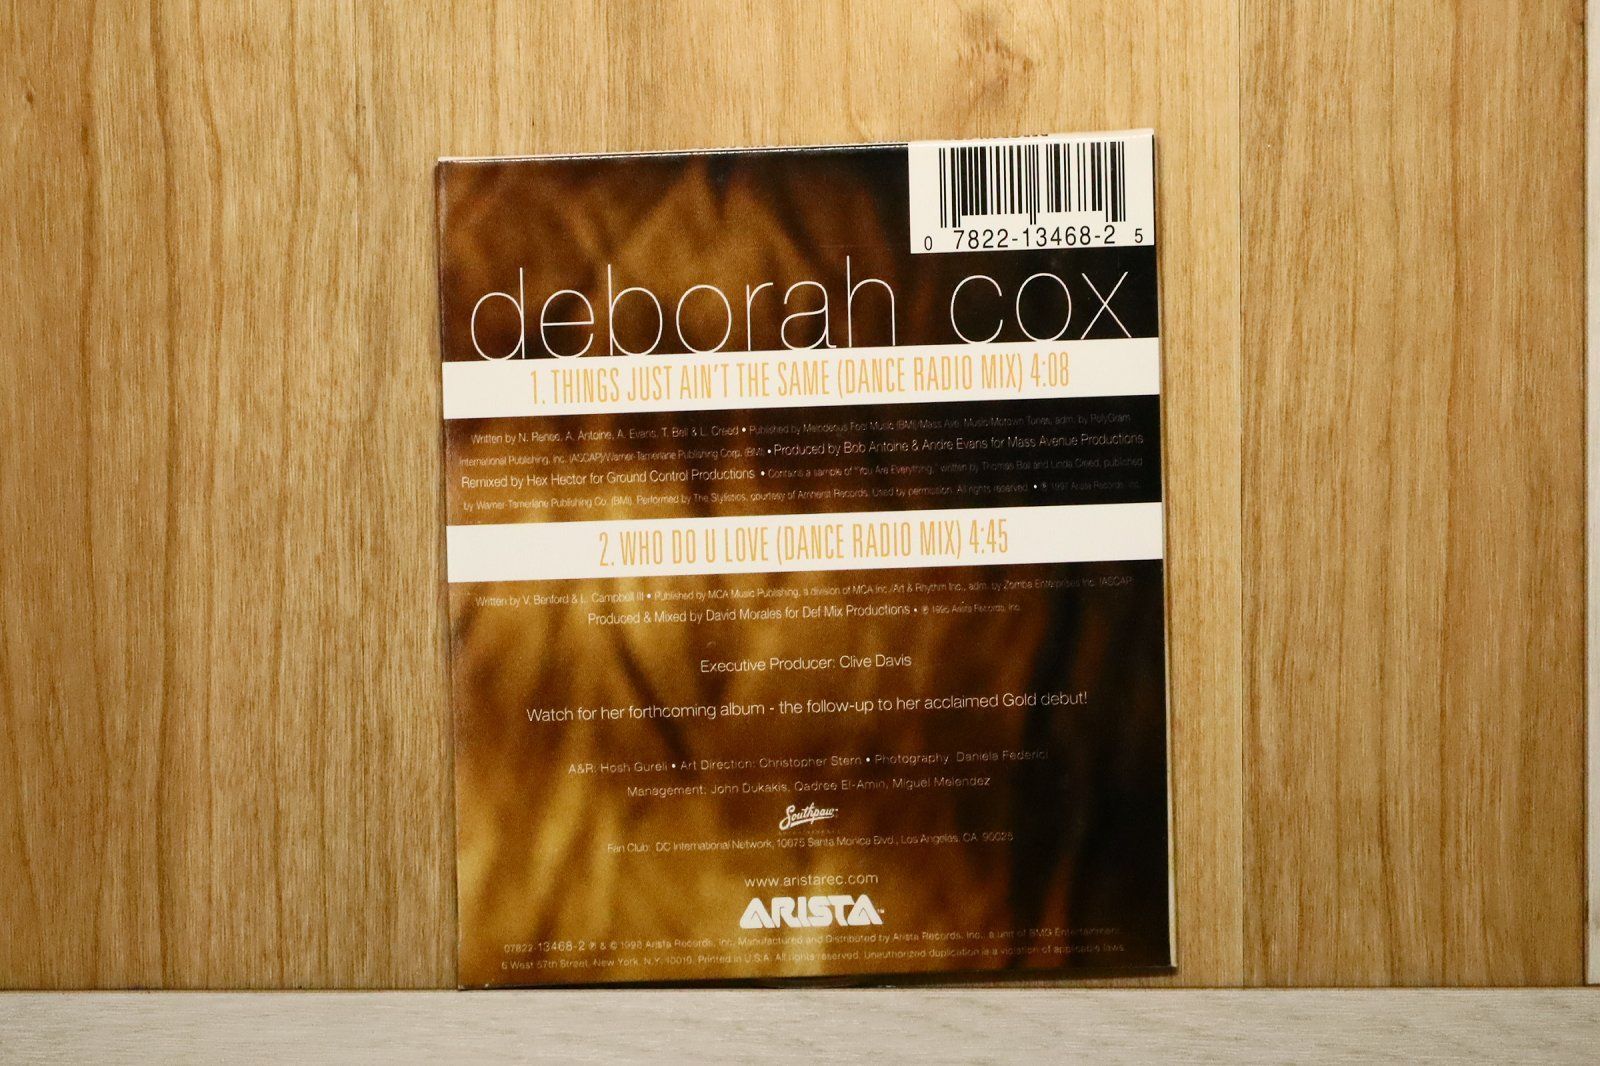 0 7822-13468-2 5
deborah cox
1. THINGS JUST AIN'T THE SAME (DANCE RADIO MIX) 4:08
Written by N. Renee, A. Antoine, A. Evans, T. Bell & L. Creed • Published by Melodious Fool Music (BMI)/Mass Ave. Music/Motown Tunes, adm. by PolyGram
International Publishing, Inc. (ASCAP)/Warner-Tamerlane Publishing Corp. (BMI) • Produced by Bob Antoine & Andre Evans for Mass Avenue Productions
Remixed by Hex Hector for Ground Control Productions • Contains a sample of "You Are Everything," written by Thomas Bell and Linda Creed, published
by Warner-Tamerlane Publishing Co. (BMI). Performed by The Stylistics, courtesy of Amherst Records. Used by permission. All rights reserved. • ℗ 1997 Arista Records, Inc.
2. WHO DO U LOVE (DANCE RADIO MIX) 4:45
Written by V. Benford & L. Campbell III • Published by MCA Music Publishing, a division of MCA Inc./Art & Rhythm Inc., adm. by Zomba Enterprises Inc. (ASCAP)
Produced & Mixed by David Morales for Def Mix Productions • ℗ Arista Records, Inc.
Executive Producer: Clive Davis
Watch for her forthcoming album - the follow-up to her acclaimed Gold debut!
A&R: Hosh Gureli • Art Direction: Christopher Stern • Photography: Daniela Federici
Management: John Dukakis, Qadree El-Amin, Miguel Melendez
Southpaw
Fan Club: DC International Network, 10675 Santa Monica Blvd., Los Angeles, CA 90025
www.aristarec.com
ARISTA™
07822-13468-2 ℗ & © 1998 Arista Records, Inc. Manufactured and Distributed by Arista Records, Inc., a unit of BMG Entertainment,
6 West 57th Street, New York, N.Y. 10019. Printed in U.S.A. All rights reserved. Unauthorized duplication is a violation of applicable laws.